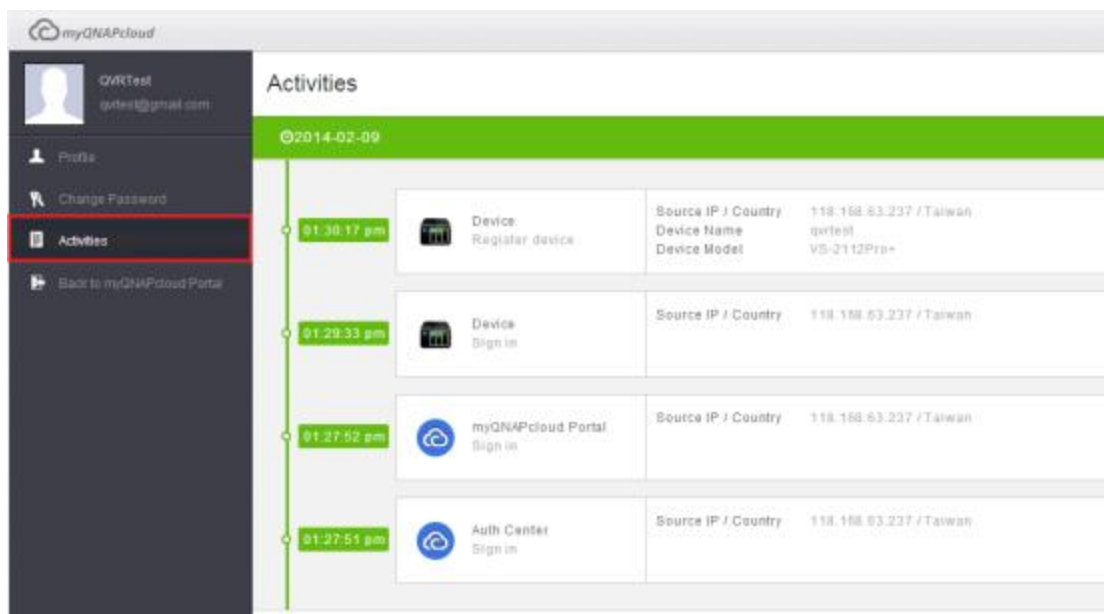 myQNAPcloud
QVRTest
qvrtest@gmail.com
Profile
Change Password
Activities
Back to myQNAPcloud Portal
Activities
2014-02-09
01:30:17 pm
Device
Register device
Source IP / Country 118.168.63.237 / Taiwan
Device Name qvrtest
Device Model VS-2112Pro+
01:29:33 pm
Device
Sign in
Source IP / Country 118.168.63.237 / Taiwan
01:27:52 pm
myQNAPcloud Portal
Sign in
Source IP / Country 118.168.63.237 / Taiwan
01:27:51 pm
Auth Center
Sign in
Source IP / Country 118.168.63.237 / Taiwan